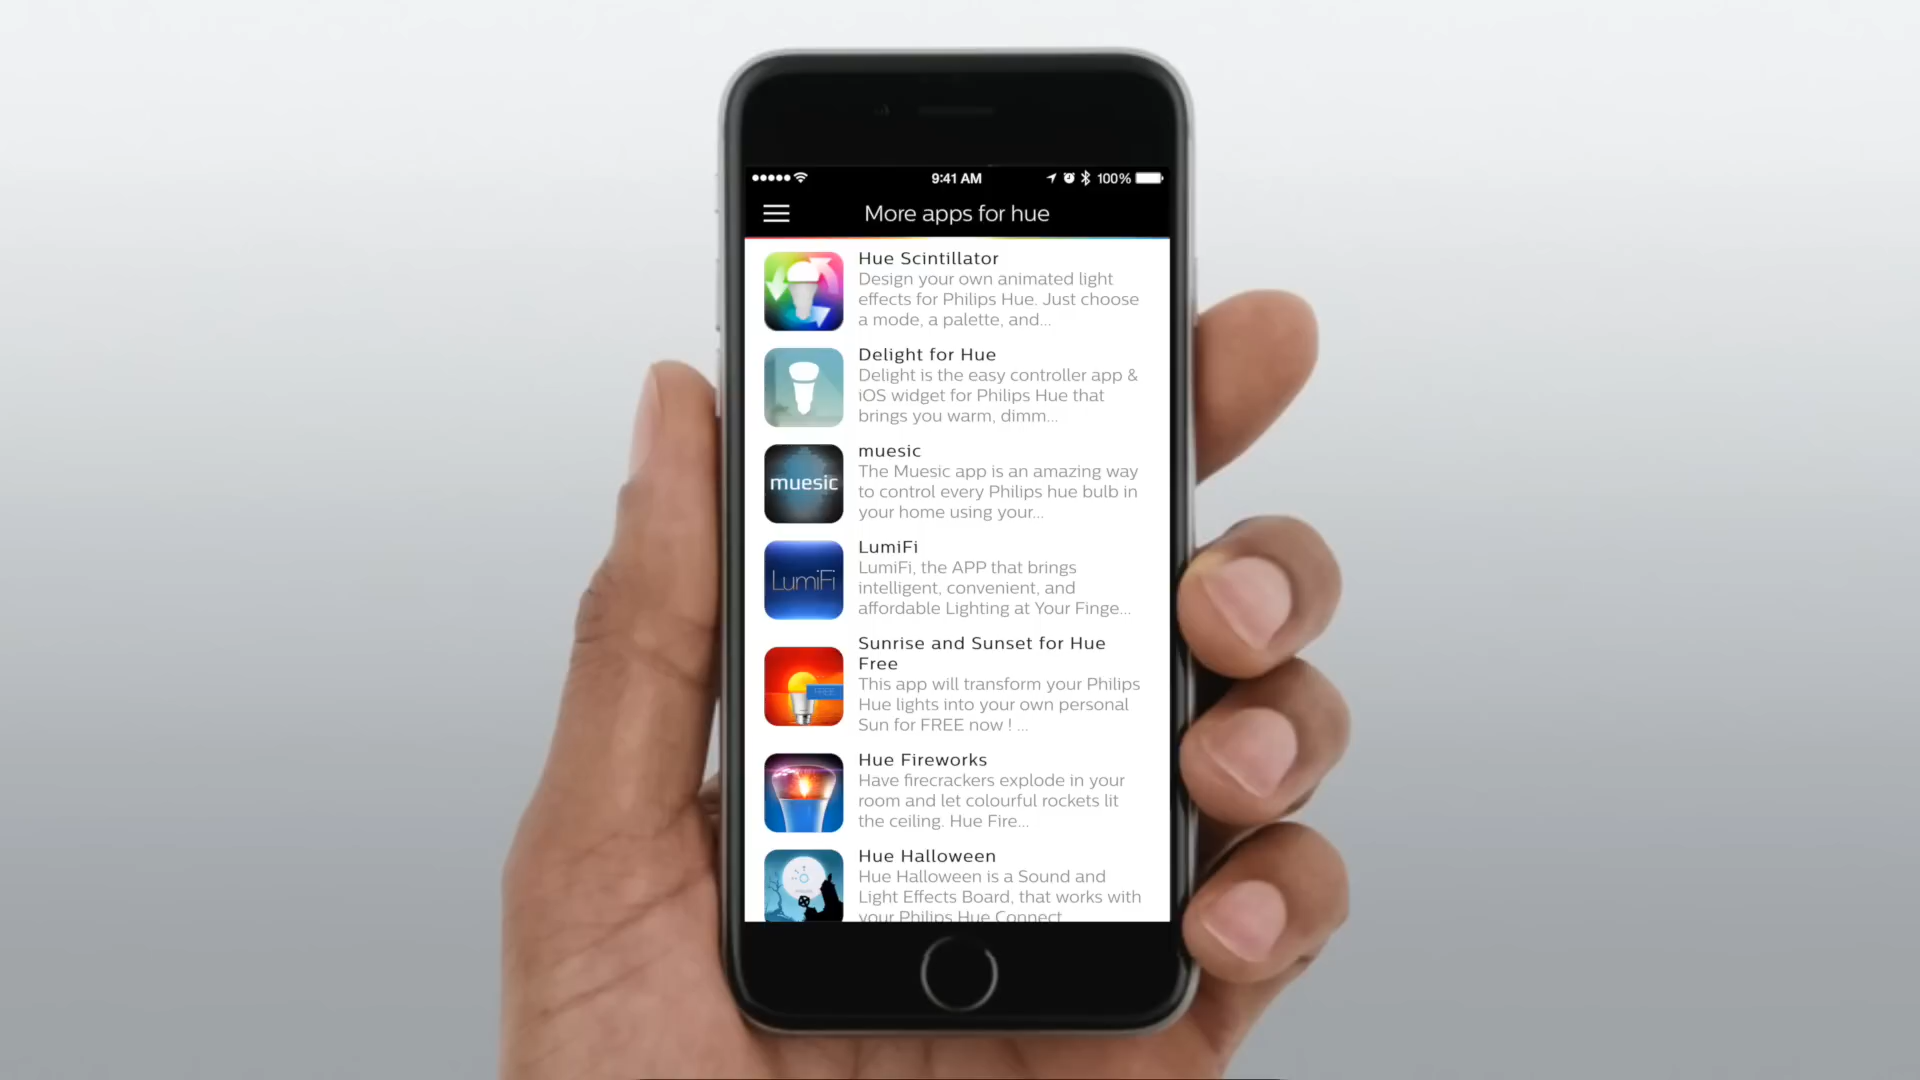 9:41 AM 100%
More apps for hue
Hue Scintillator
Design your own animated light
effects for Philips Hue. Just choose
a mode, a palette, and...
Delight for Hue
Delight is the easy controller app &
iOS widget for Philips Hue that
brings you warm, dimm...
muesic
muesic
The Muesic app is an amazing way
to control every Philips hue bulb in
your home using your...
LumiFi
LumiFi
LumiFi, the APP that brings
intelligent, convenient, and
affordable Lighting at Your Finge...
Sunrise and Sunset for Hue
Free
FREE
This app will transform your Philips
Hue lights into your own personal
Sun for FREE now ! ...
Hue Fireworks
Have firecrackers explode in your
room and let colourful rockets lit
the ceiling. Hue Fire...
Hue Halloween
Hue Halloween is a Sound and
Light Effects Board, that works with
your Philips Hue Connect